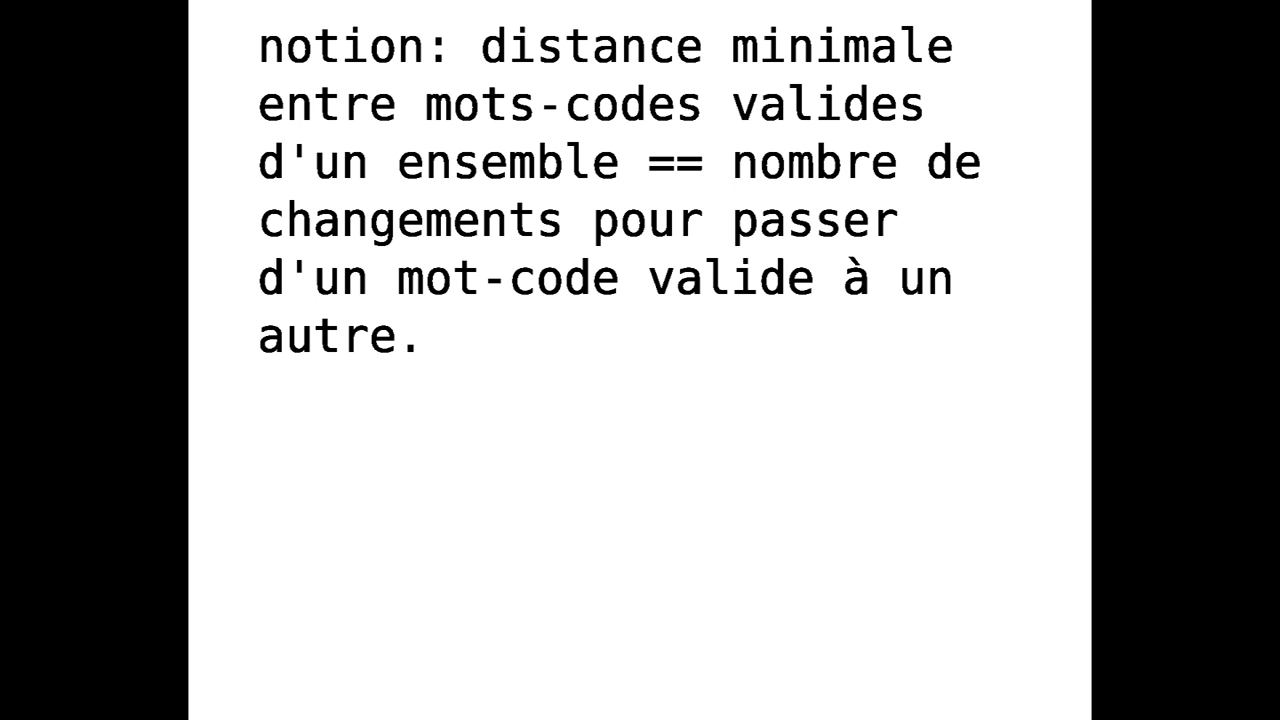 notion: distance minimale
entre mots-codes valides
d'un ensemble == nombre de
changements pour passer
d'un mot-code valide à un
autre.